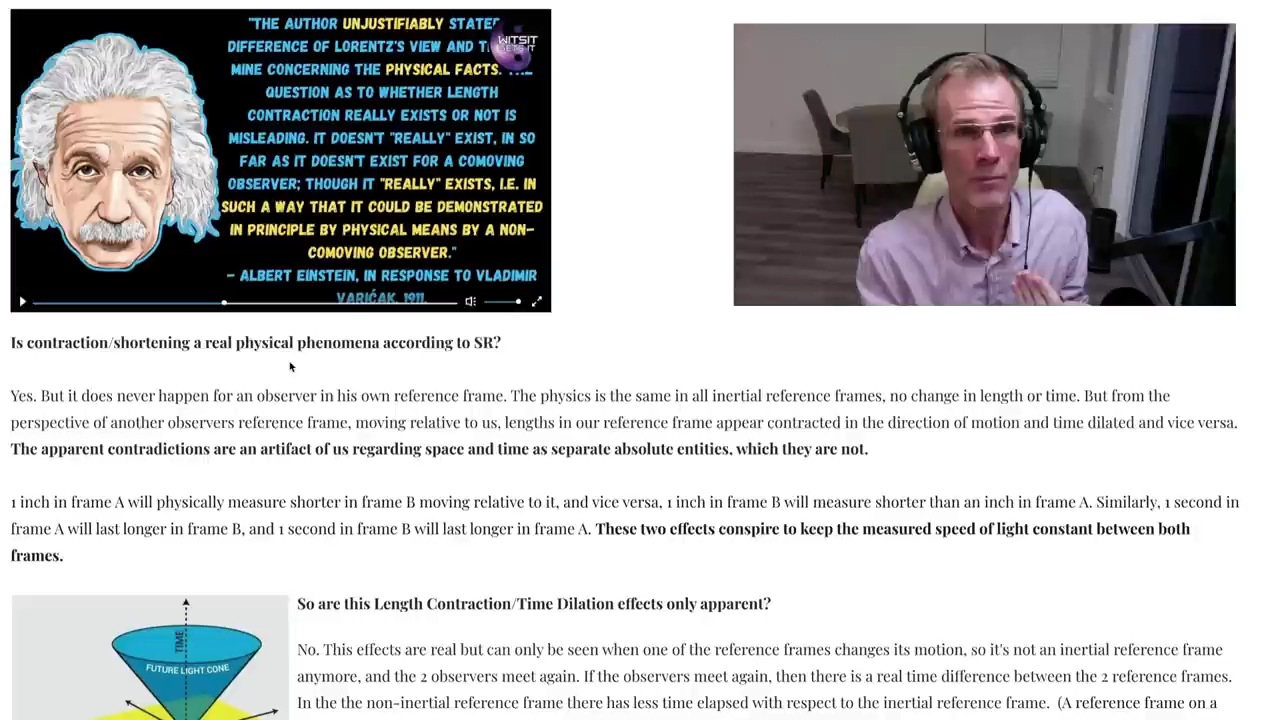 "THE AUTHOR UNJUSTIFIABLY STATED
DIFFERENCE OF LORENTZ'S VIEW AND
MINE CONCERNING THE PHYSICAL FACTS.
QUESTION AS TO WHETHER LENGTH
CONTRACTION REALLY EXISTS OR NOT IS
MISLEADING. IT DOESN'T "REALLY" EXIST, IN SO
FAR AS IT DOESN'T EXIST FOR A COMOVING
OBSERVER; THOUGH IT "REALLY" EXISTS, I.E. IN
SUCH A WAY THAT IT COULD BE DEMONSTRATED
IN PRINCIPLE BY PHYSICAL MEANS BY A NON-
COMOVING OBSERVER."
– ALBERT EINSTEIN, IN RESPONSE TO VLADIMIR
VARIĆAK, 1911.
WITSIT
GETS IT
Is contraction/shortening a real physical phenomena according to SR?
Yes. But it does never happen for an observer in his own reference frame. The physics is the same in all inertial reference frames, no change in length or time. But from the
perspective of another observers reference frame, moving relative to us, lengths in our reference frame appear contracted in the direction of motion and time dilated and vice versa.
The apparent contradictions are an artifact of us regarding space and time as separate absolute entities, which they are not.
1 inch in frame A will physically measure shorter in frame B moving relative to it, and vice versa, 1 inch in frame B will measure shorter than an inch in frame A. Similarly, 1 second in
frame A will last longer in frame B, and 1 second in frame B will last longer in frame A. These two effects conspire to keep the measured speed of light constant between both
frames.
TIME
FUTURE LIGHT CONE
So are this Length Contraction/Time Dilation effects only apparent?
No. This effects are real but can only be seen when one of the reference frames changes its motion, so it's not an inertial reference frame
anymore, and the 2 observers meet again. If the observers meet again, then there is a real time difference between the 2 reference frames.
In the the non-inertial reference frame there has less time elapsed with respect to the inertial reference frame. (A reference frame on a